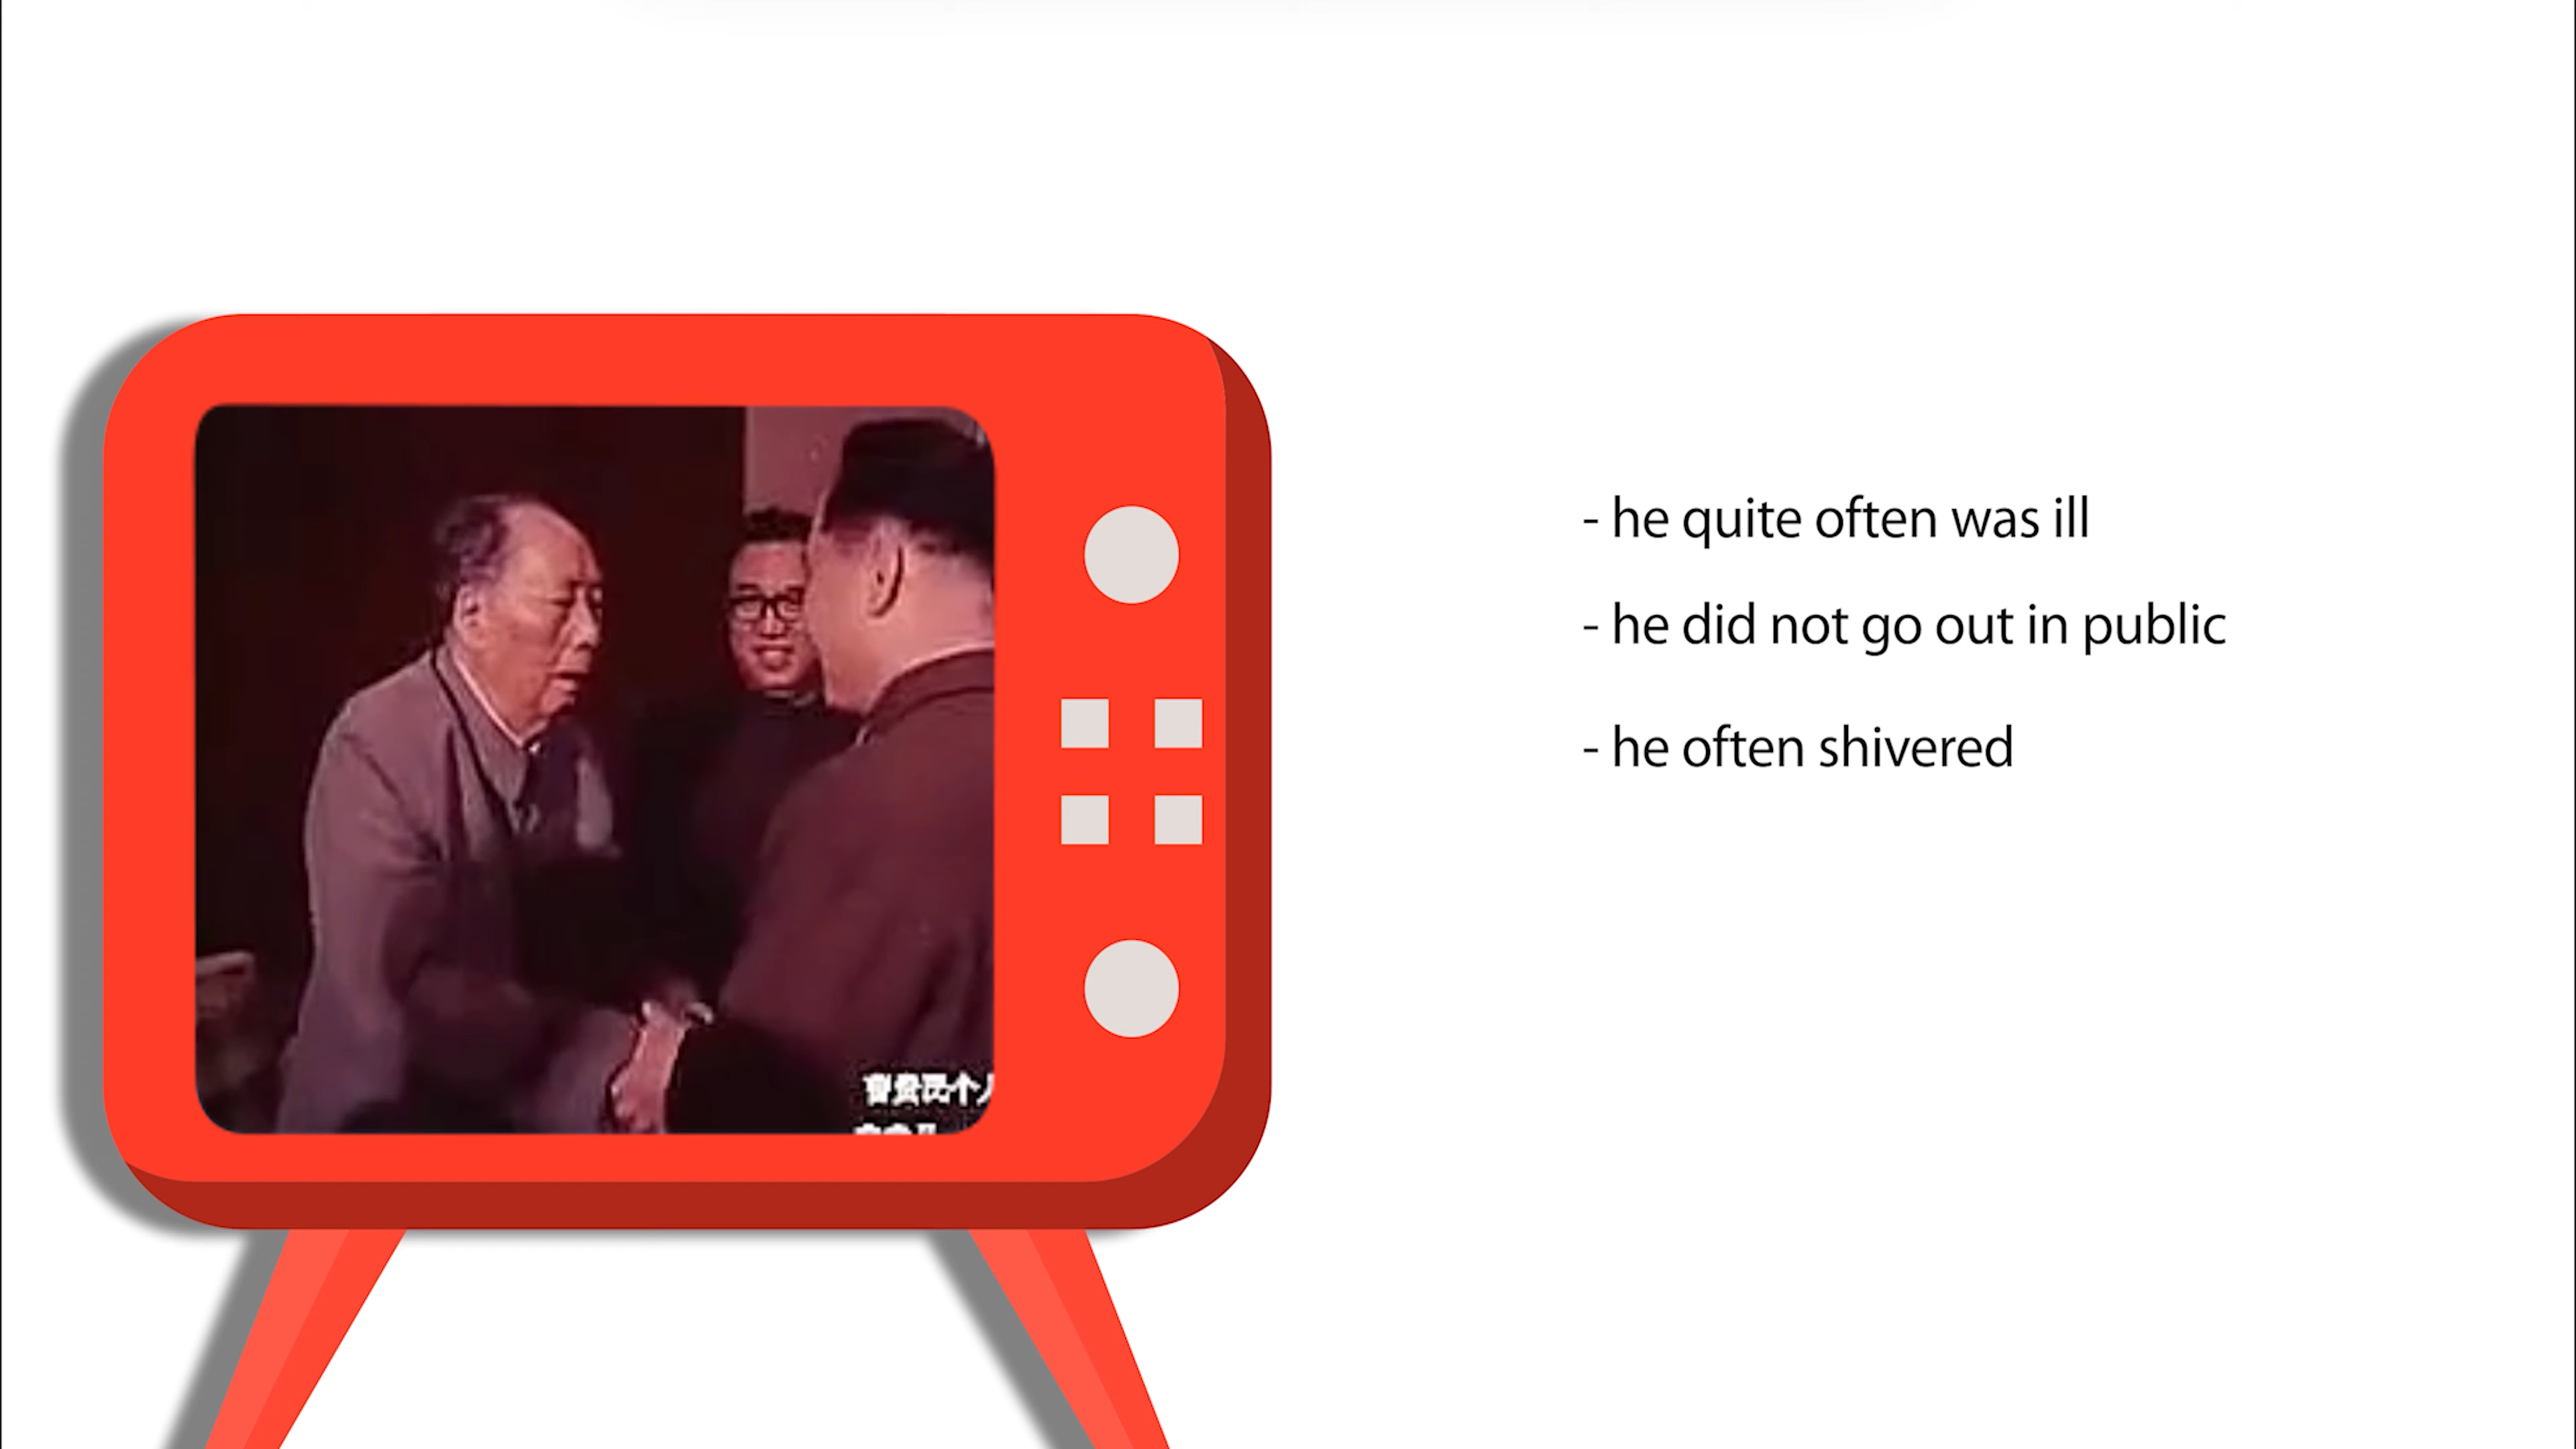 - he quite often was ill
- he did not go out in public
- he often shivered